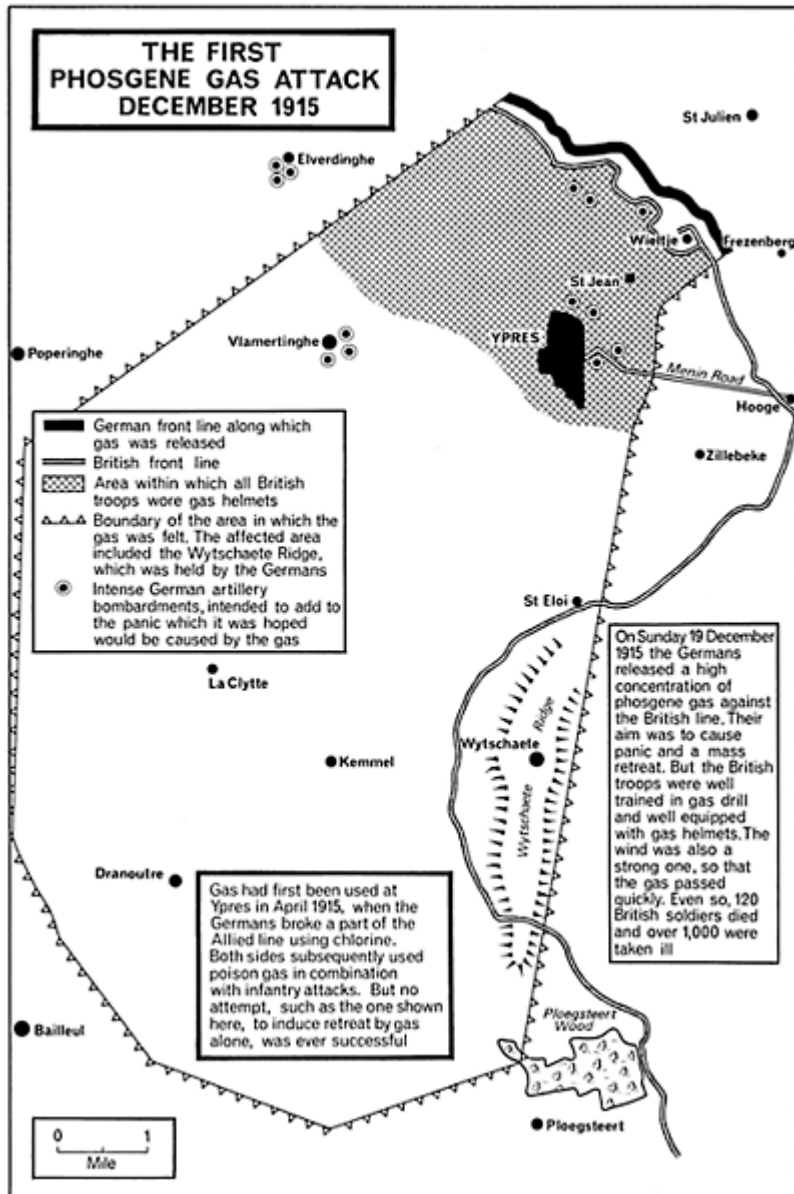 THE FIRST
PHOSGENE GAS ATTACK
DECEMBER 1915
St Julien
Elverdinghe
Wieltje
Frezenberg
St Jean
Vlamertinghe
YPRES
Poperinghe
Menin Road
Hooge
Zillebeke
German front line along which
gas was released
British front line
Area within which all British
troops wore gas helmets
Boundary of the area in which the
gas was felt. The affected area
included the Wytschaete Ridge,
which was held by the Germans
Intense German artillery
bombardments, intended to add to
the panic which it was hoped
would be caused by the gas
St Eloi
On Sunday 19 December
1915 the Germans
released a high
concentration of
phosgene gas against
the British line. Their
aim was to cause
panic and a mass
retreat. But the British
troops were well
trained in gas drill
and well equipped
with gas helmets. The
wind was also a
strong one, so that
the gas passed
quickly. Even so, 120
British soldiers died
and over 1,000 were
taken ill
La Clytte
Wytschaete
Wytschaete Ridge
Kemmel
Dranoutre
Gas had first been used at
Ypres in April 1915, when the
Germans broke a part of the
Allied line using chlorine.
Both sides subsequently used
poison gas in combination
with infantry attacks. But no
attempt, such as the one shown
here, to induce retreat by gas
alone, was ever successful
Ploegsteert
Wood
Bailleul
Ploegsteert
0 1
Mile